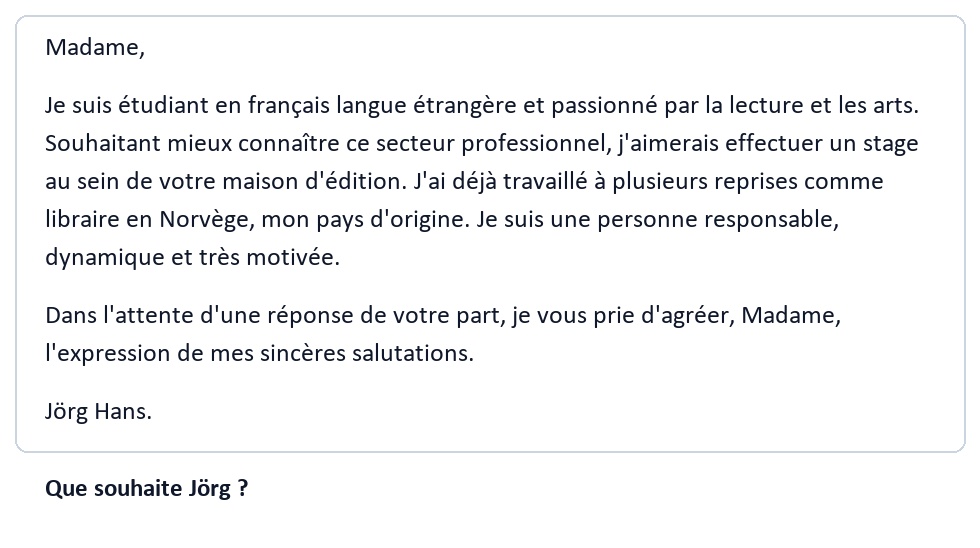 Madame,
Je suis étudiant en français langue étrangère et passionné par la lecture et les arts.
Souhaitant mieux connaître ce secteur professionnel, j'aimerais effectuer un stage
au sein de votre maison d'édition. J'ai déjà travaillé à plusieurs reprises comme
libraire en Norvège, mon pays d'origine. Je suis une personne responsable,
dynamique et très motivée.
Dans l'attente d'une réponse de votre part, je vous prie d'agréer, Madame,
l'expression de mes sincères salutations.
Jörg Hans.
Que souhaite Jörg ?